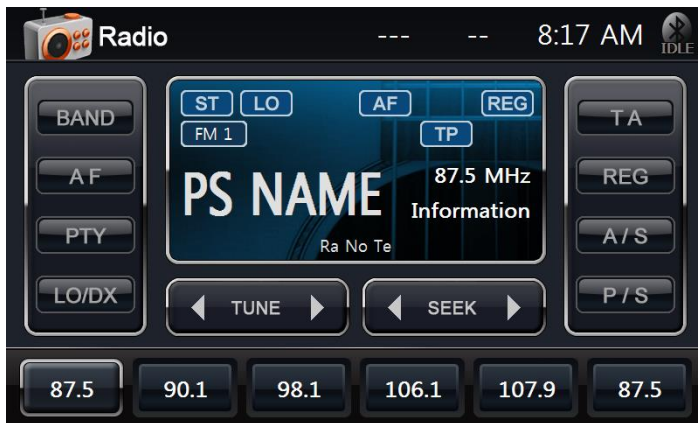 Radio --- -- 8:17 AM IDLE
BAND
AF
PTY
LO/DX
ST LO AF REG
FM 1 TP
PS NAME
87.5 MHz
Information
Ra No Te
TUNE SEEK
TA
REG
A/S
P/S
87.5 90.1 98.1 106.1 107.9 87.5